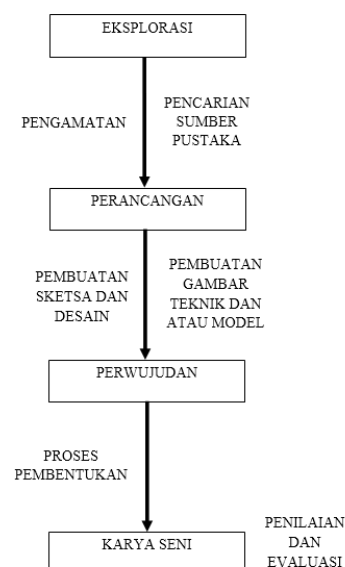 EKSPLORASI
PENGAMATAN
PENCARIAN
SUMBER
PUSTAKA
PERANCANGAN
PEMBUATAN
SKETSA DAN
DESAIN
PEMBUATAN
GAMBAR
TEKNIK DAN
ATAU MODEL
PERWUJUDAN
PROSES
PEMBENTUKAN
KARYA SENI
PENILAIAN
DAN
EVALUASI